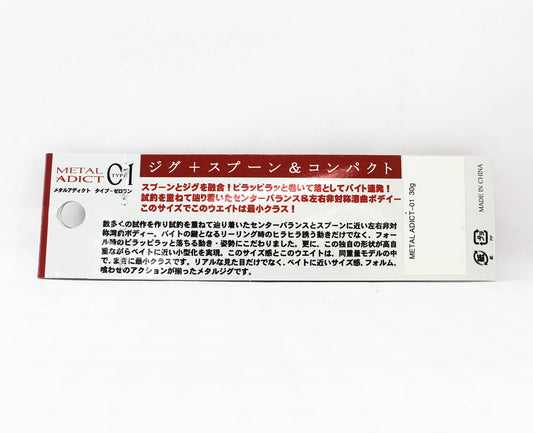 METAL
ADICT
TYPE
01
メタルアディクト タイプ-ゼロワン
ジグ＋スプーン＆コンパクト
スプーンとジグを融合！ピラッピラッと巻いて落としてバイト連発！
試釣を重ねて辿り着いたセンターバランス&左右非対称湾曲ボディー
このサイズでこのウエイトは最小クラス！
数多くの試作を作り試釣を重ねて辿り着いたセンターバランスとスプーンに近い左右非対
称湾曲ボディー。バイトの鍵となるリーリング時のヒラヒラ誘う動きだけでなく、フォー
ル時のピラッピラッと落ちる動き・姿勢にこだわりました。更に、この独自の形状が高自
重ながらベイトに近い小型化を実現。このサイズ感とこのウエイトは、同重量モデルの中
で、まさに最小クラスです。リアルな見た目だけでなく、ベイトに近いサイズ感、フォルム、
喰わせのアクションが揃ったメタルジグです。
METAL ADICT-01 30g
MADE IN CHINA
プラ
PP
紙